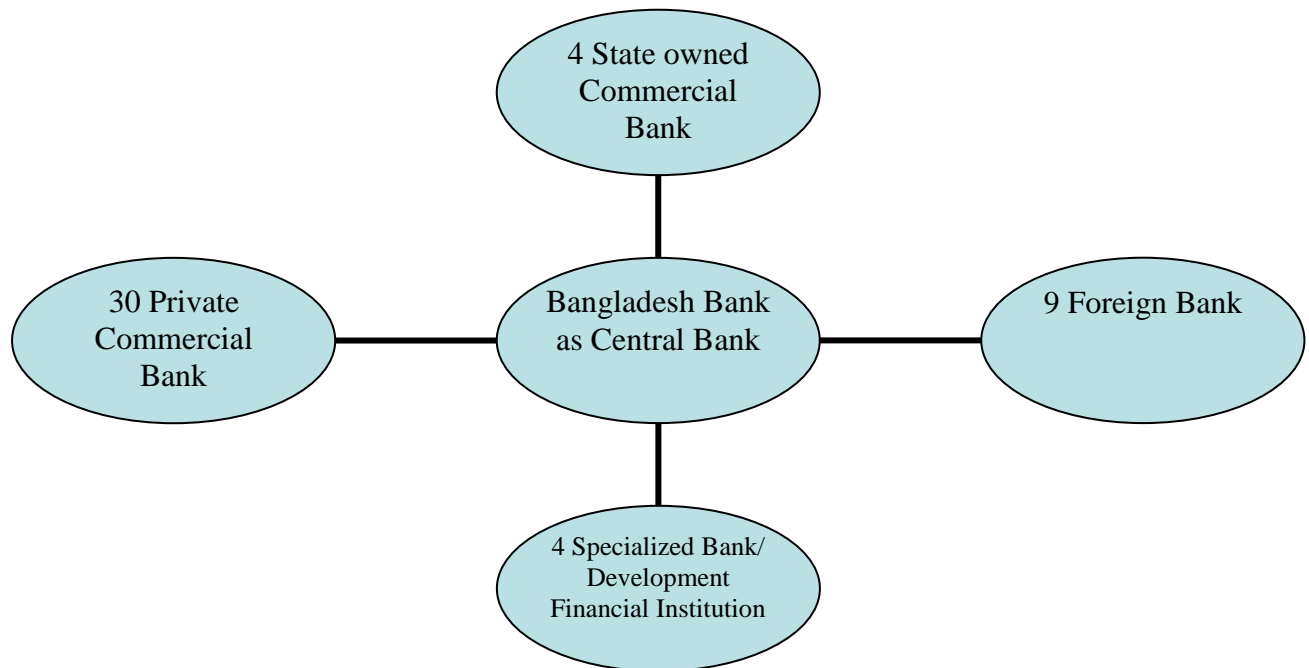 4 State owned
Commercial
Bank
30 Private
Commercial
Bank
Bangladesh Bank
as Central Bank
9 Foreign Bank
4 Specialized Bank/
Development
Financial Institution